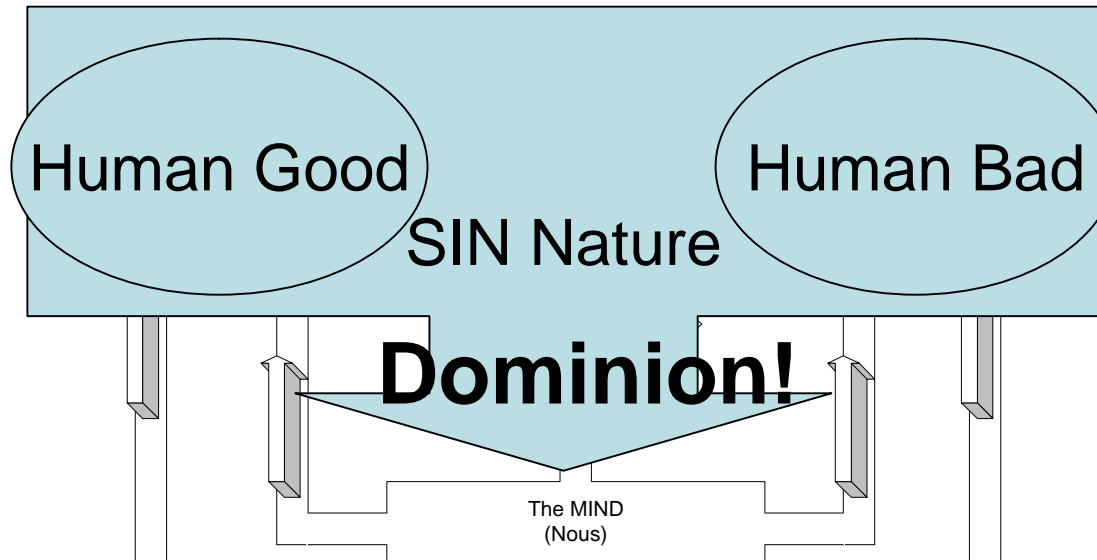 Human Good
Human Bad
SIN Nature
Dominion!
The MIND
(Nous)